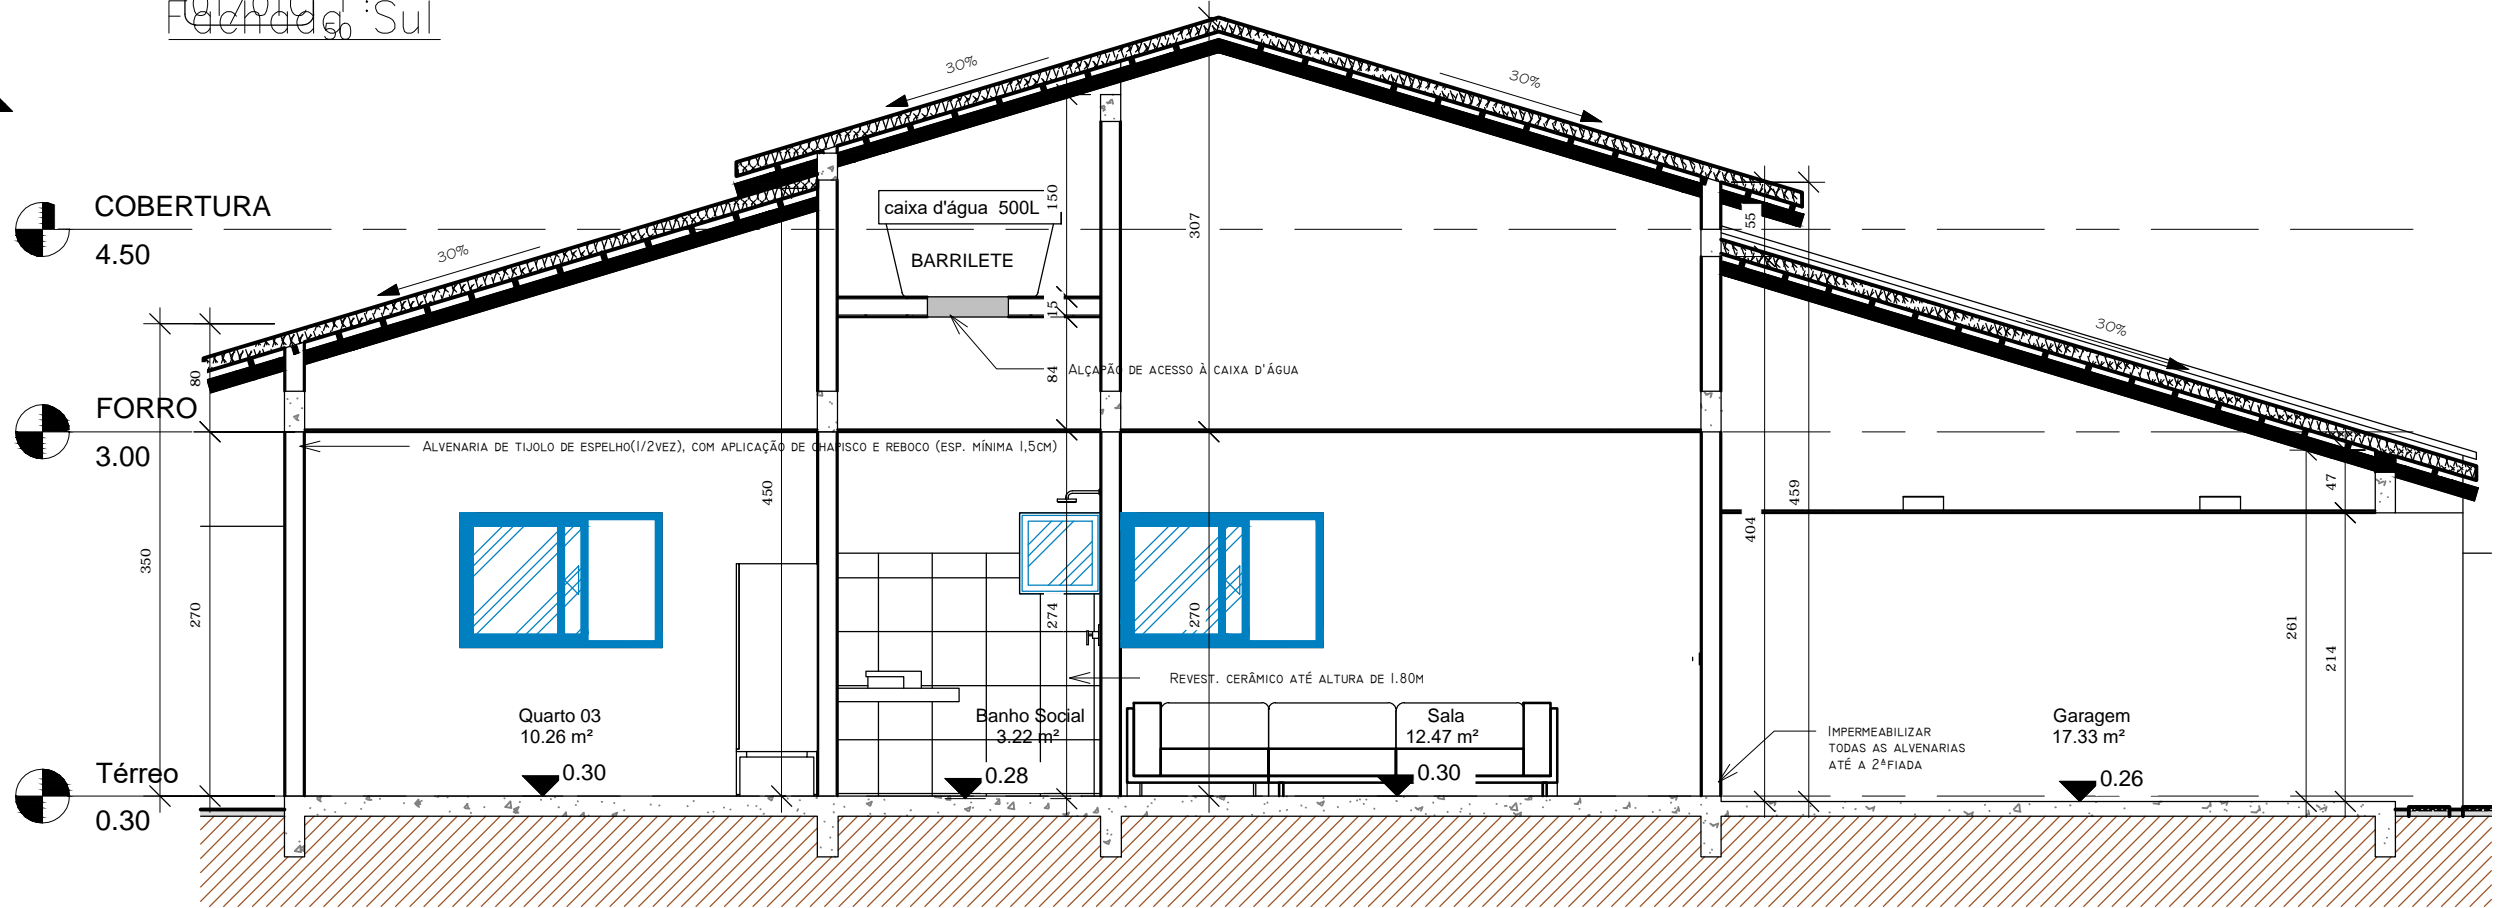 Fachada Sul
50
30%
30%
COBERTURA
4.50
caixa d'água 500L
BARRILETE
150
307
55
30%
30%
15
84
ALÇAPÃO DE ACESSO À CAIXA D'ÁGUA
80
FORRO
3.00
ALVENARIA DE TIJOLO DE ESPELHO(1/2VEZ), COM APLICAÇÃO DE CHAPISCO E REBOCO (ESP. MÍNIMA 1,5CM)
450
459
47
404
350
270
274
270
261
214
REVEST. CERÂMICO ATÉ ALTURA DE 1.80M
Quarto 03
10.26 m²
Banho Social
3.22 m²
Sala
12.47 m²
IMPERMEABILIZAR
TODAS AS ALVENARIAS
ATÉ A 2ªFIADA
Garagem
17.33 m²
Térreo
0.30
0.30
0.28
0.30
0.26